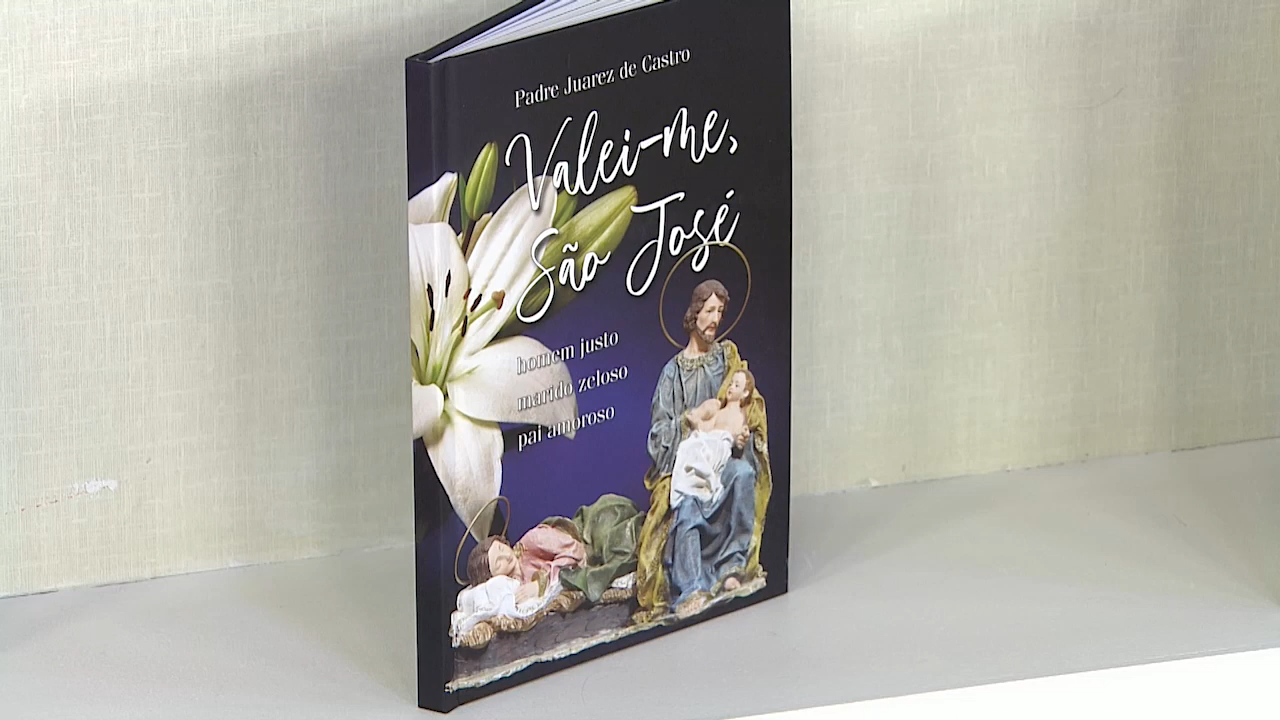 Padre Juarez de Castro
Valei-me,
São José
homem justo
marido zeloso
pai amoroso